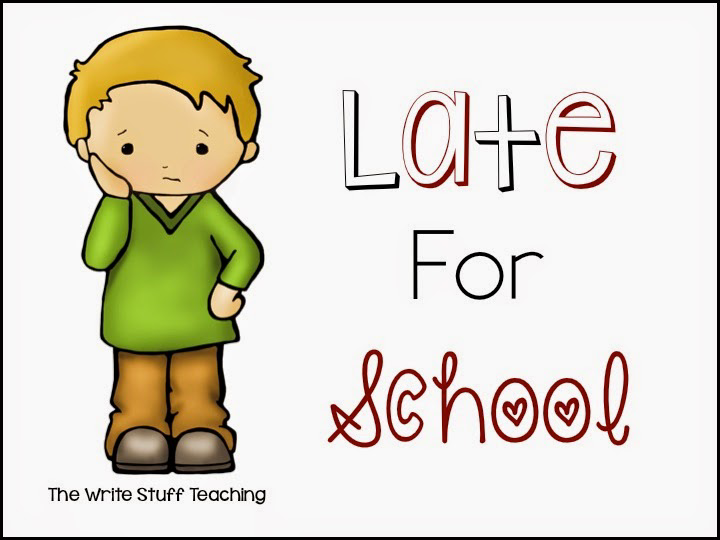 Late
For
School
The Write Stuff Teaching